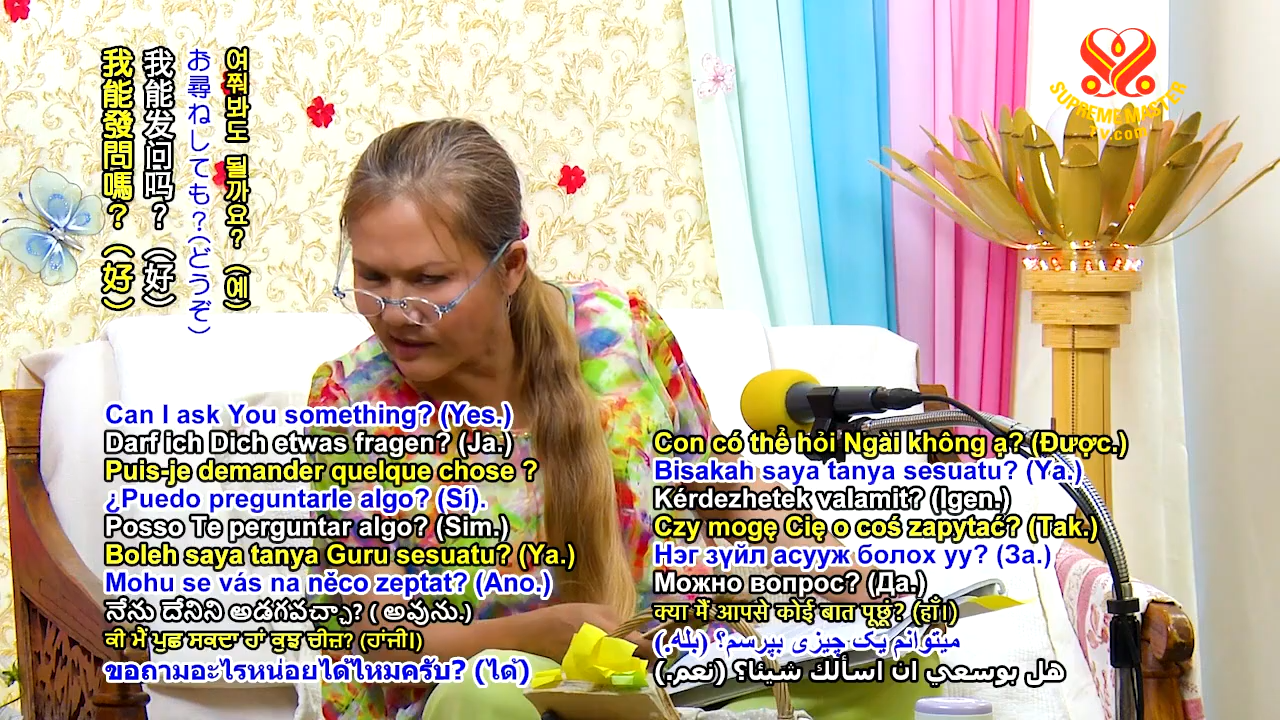 我能發問嗎？（好）
我能发问吗？（好）
お尋ねしても？（どうぞ）
여쭤봐도 될까요？（예）
SUPREME MASTER
TV.com
Can I ask You something? (Yes.)
Darf ich Dich etwas fragen? (Ja.)
Puis-je demander quelque chose ?
¿Puedo preguntarle algo? (Sí).
Posso Te perguntar algo? (Sim.)
Boleh saya tanya Guru sesuatu? (Ya.)
Mohu se vás na něco zeptat? (Ano.)
నేను దేనిని అడగవచ్చా? ( అవును.)
ਕੀ ਮੈਂ ਪੁਛ ਸਕਦਾ ਹਾਂ ਕੁਝ ਚੀਜ਼? (ਹਾਂਜੀ।)
ขอถามอะไรหน่อยได้ไหมครับ? (ได้)
Con có thể hỏi Ngài không ạ? (Được.)
Bisakah saya tanya sesuatu? (Ya.)
Kérdezhetek valamit? (Igen.)
Czy mogę Cię o coś zapytać? (Tak.)
Нэг зүйл асууж болох уу? (За.)
Можно вопрос? (Да.)
क्या मैं आपसे कोई बात पूछूं? (हाँ।)
میتوانم یک چیزی بپرسم؟ (بله.)
هل بوسعي ان اسألك شيئا؟ (نعم.)